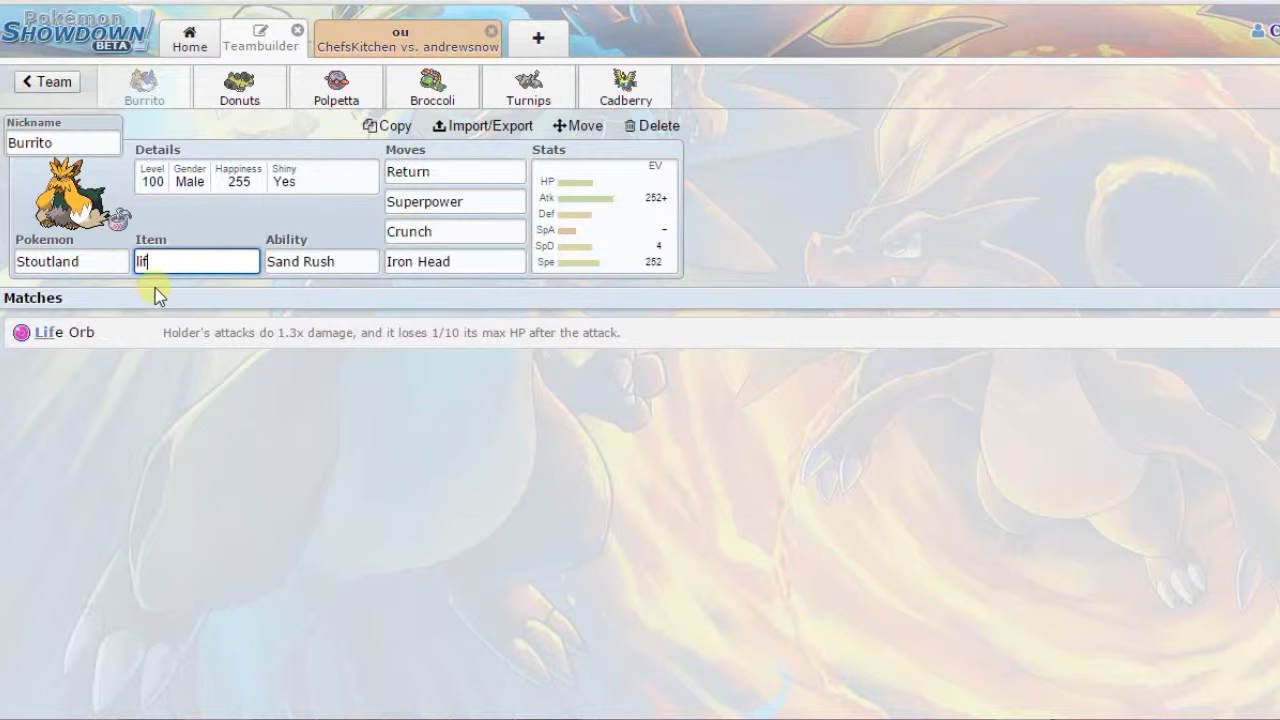 Pokémon
SHOWDOWN
BETA
Home
Teambuilder
ou
ChefsKitchen vs. andrewsnow
+
C
< Team
Burrito
Donuts
Polpetta
Broccoli
Turnips
Cadberry
Copy Import/Export Move Delete
Nickname
Burrito
Details
Level Gender Happiness Shiny
100 Male 255 Yes
Pokemon
Stoutland
Item
lif
Ability
Sand Rush
Moves
Return
Superpower
Crunch
Iron Head
Stats
EV
HP
Atk 252+
Def
SpA -
SpD 4
Spe 252
Matches
Life Orb Holder's attacks do 1.3x damage, and it loses 1/10 its max HP after the attack.